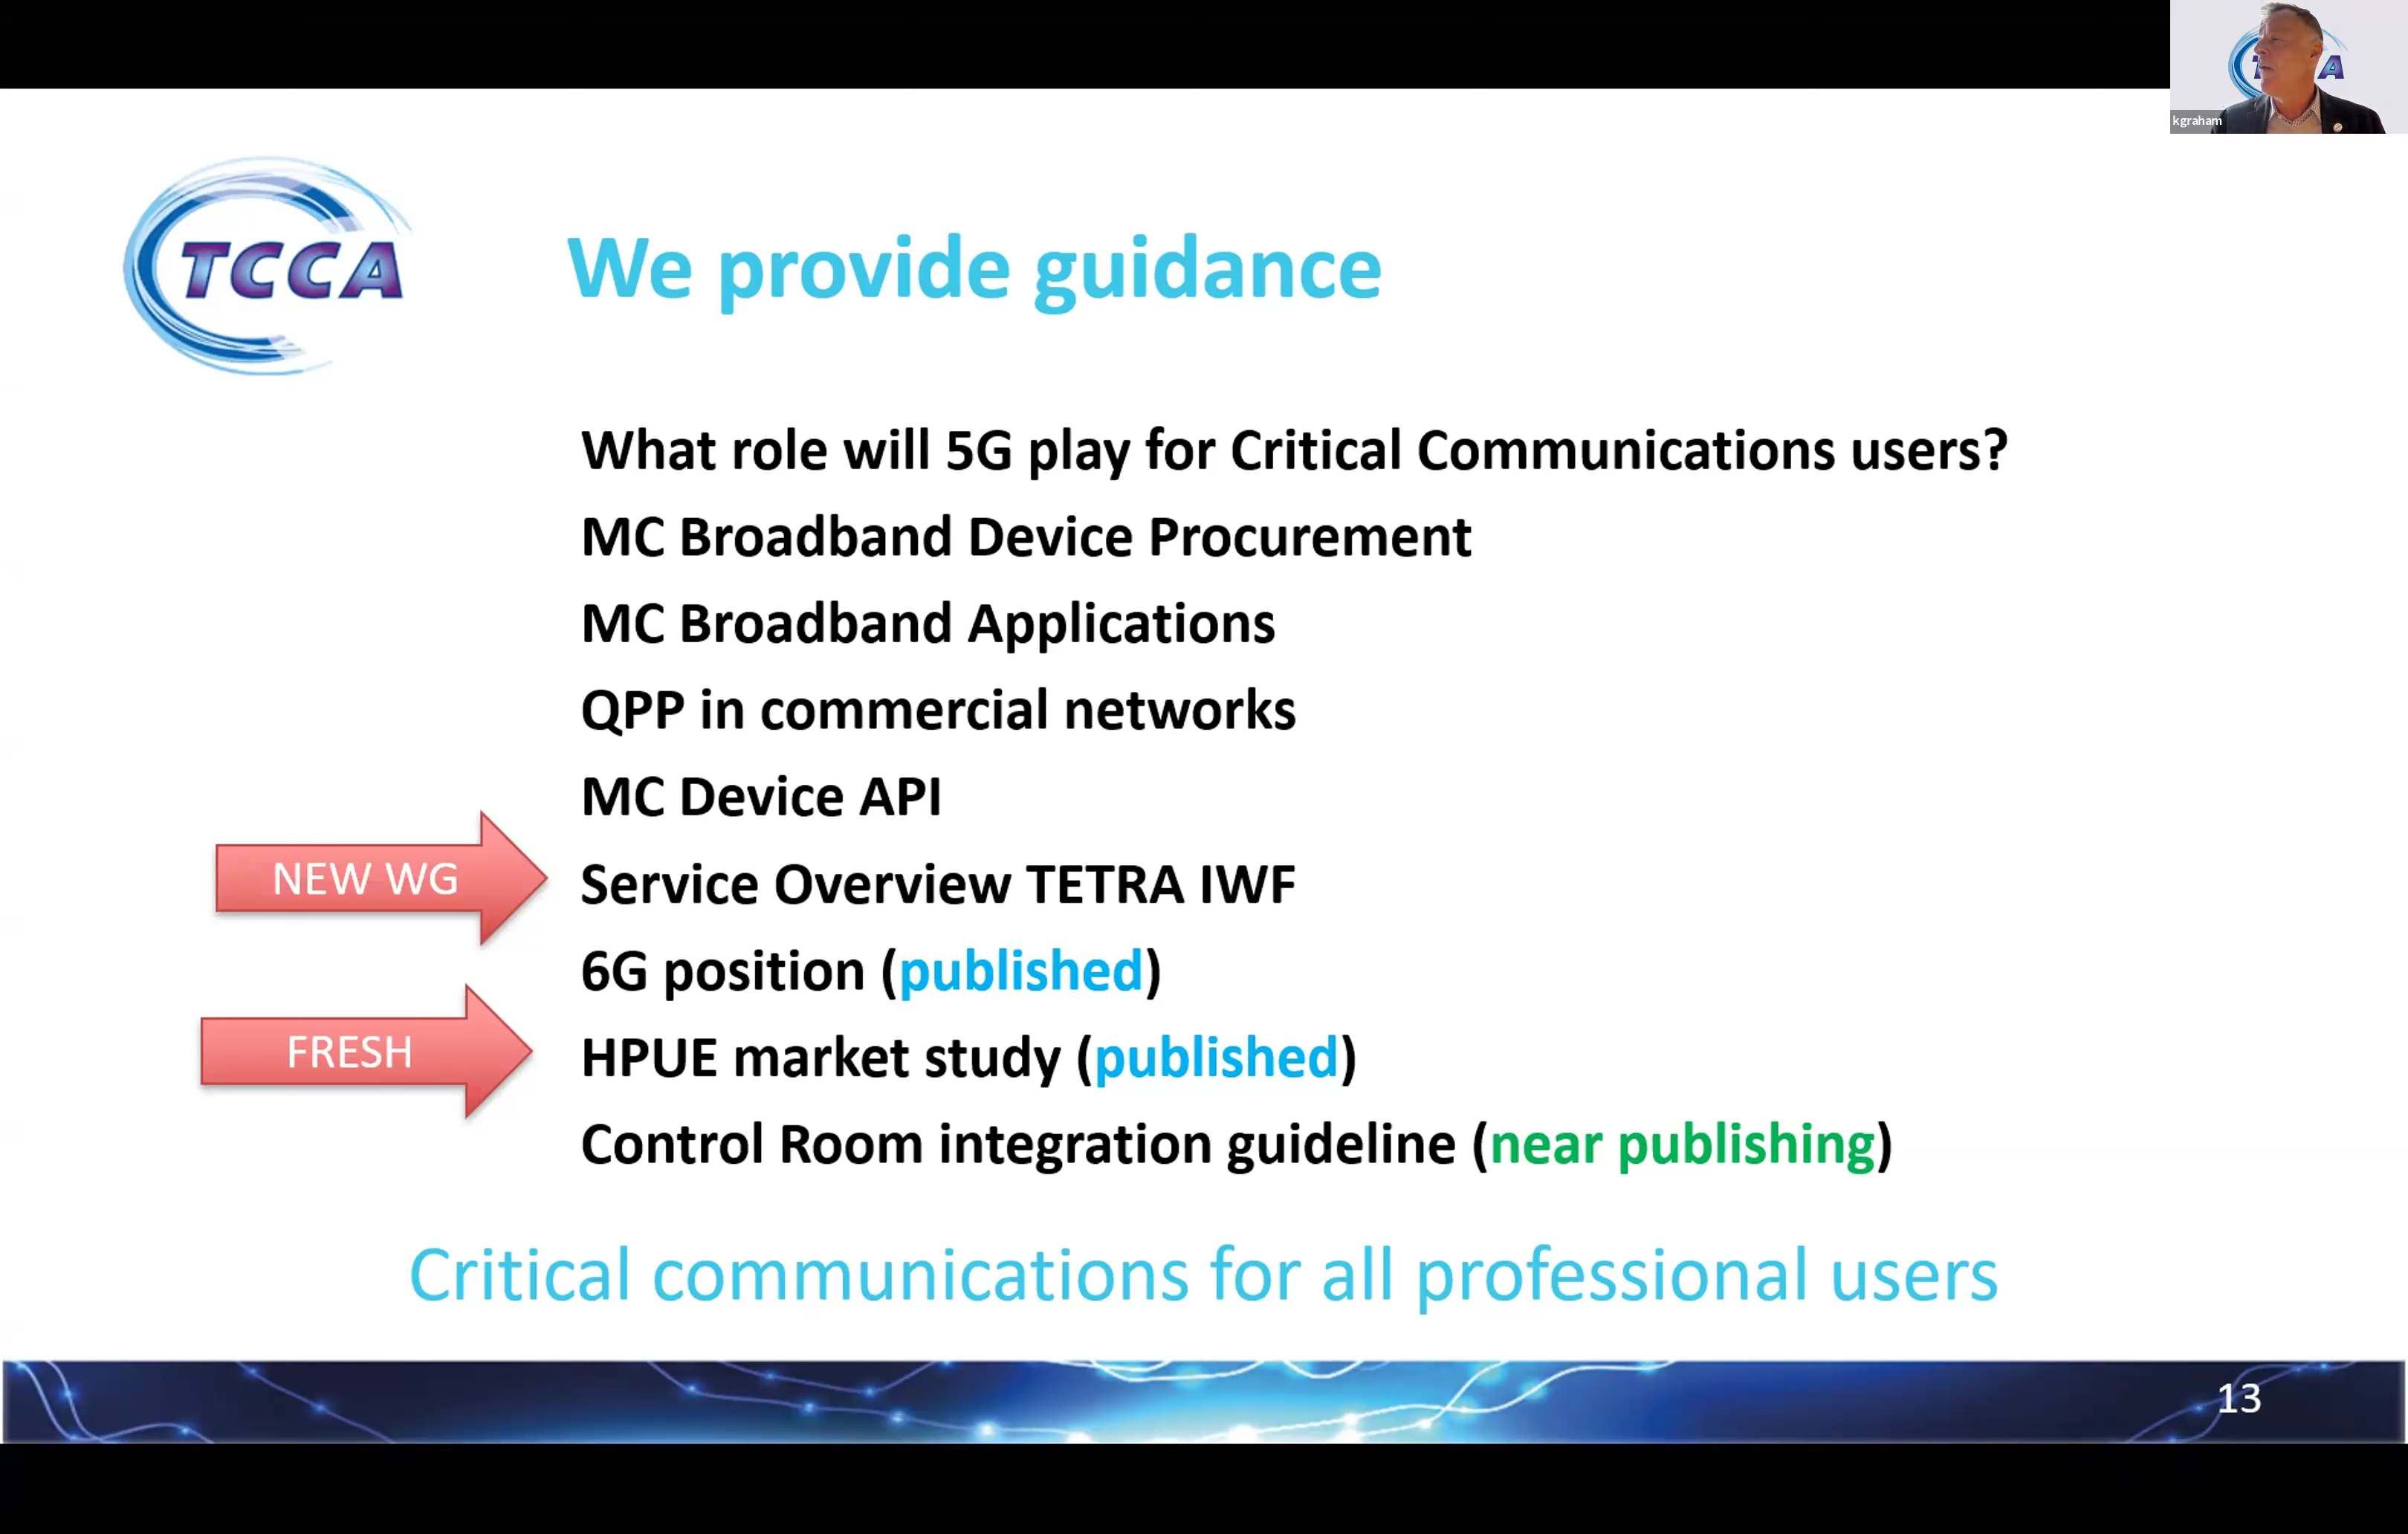 kgraham
TCCA
We provide guidance
What role will 5G play for Critical Communications users?
MC Broadband Device Procurement
MC Broadband Applications
QPP in commercial networks
MC Device API
NEW WG
Service Overview TETRA IWF
6G position (published)
FRESH
HPUE market study (published)
Control Room integration guideline (near publishing)
Critical communications for all professional users
13